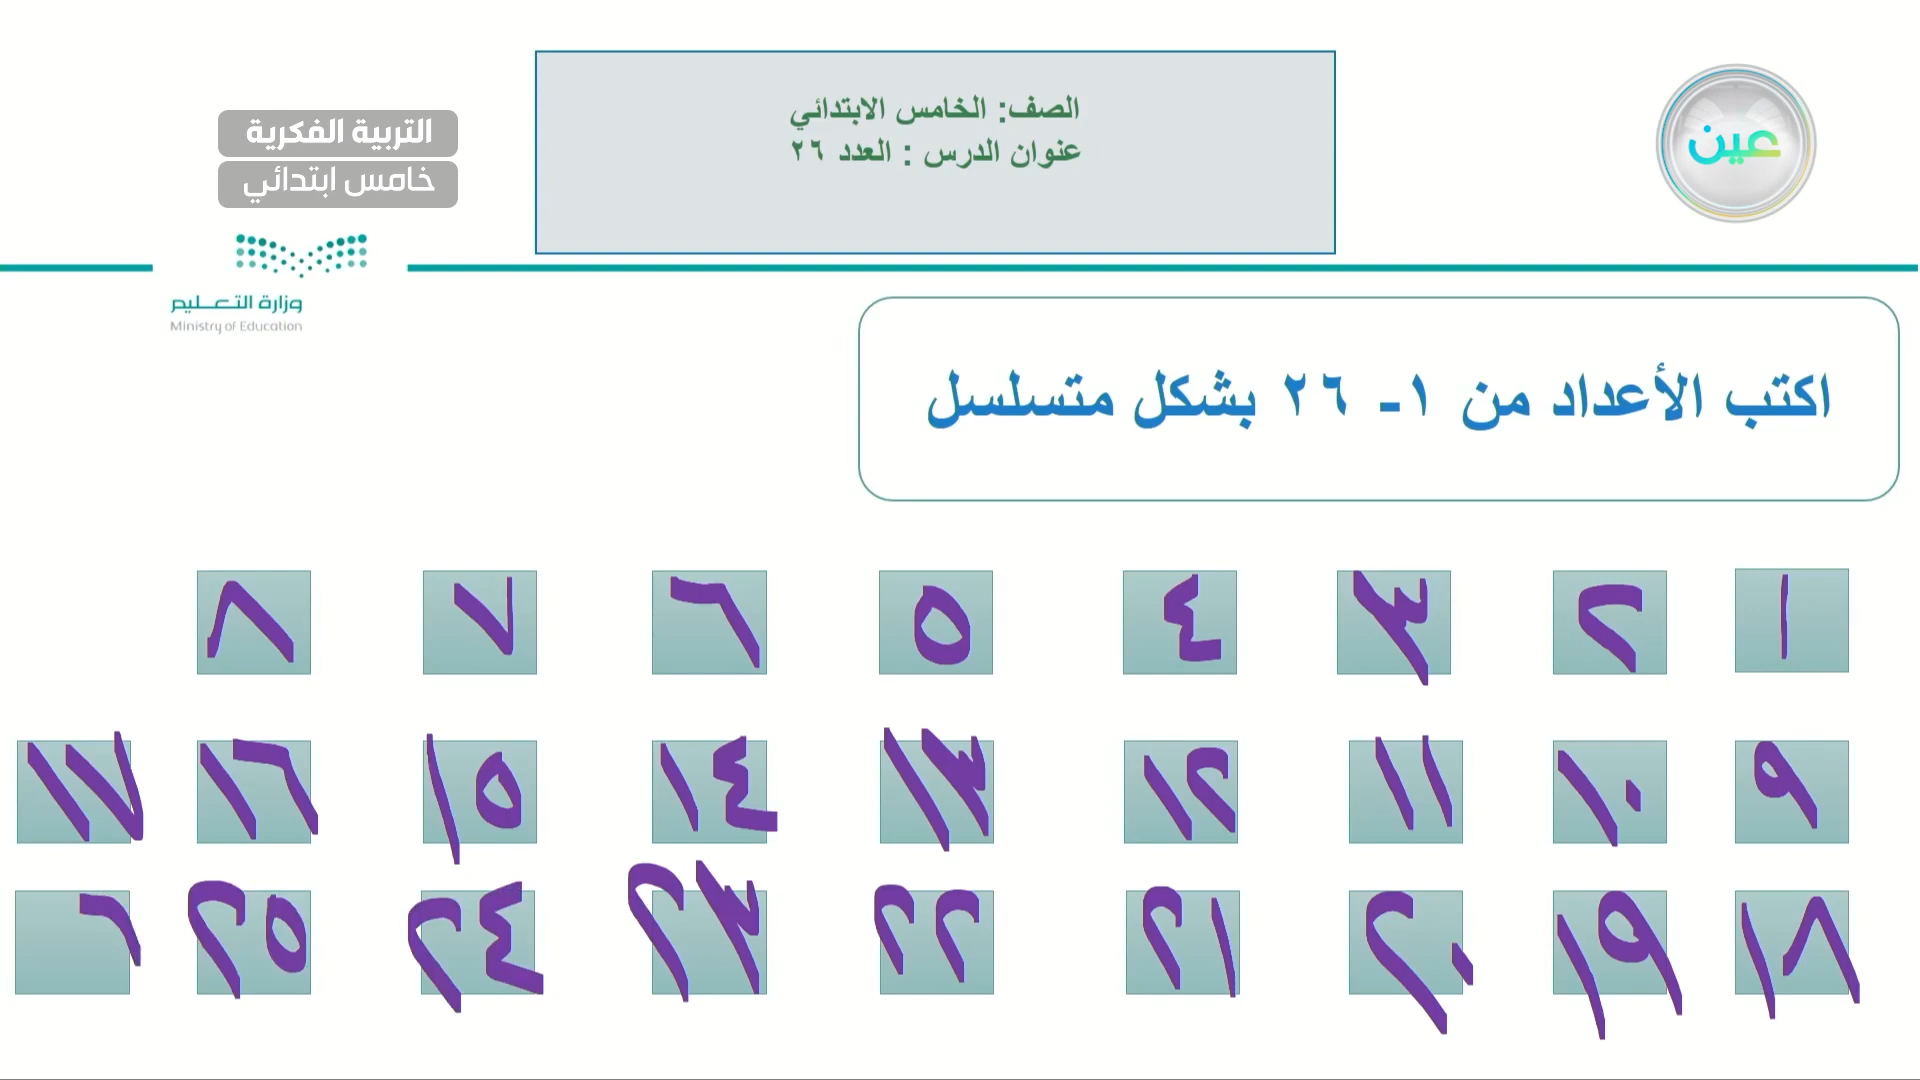 التربية الفكرية
خامس ابتدائي
الصف: الخامس الابتدائي
عنوان الدرس : العدد ٢٦
عين
وزارة التعليم
Ministry of Education
اكتب الأعداد من ١- ٢٦ بشكل متسلسل
١ ٢ ٣ ٤ ٥ ٦ ٧ ٨
٩ ١٠ ١١ ١٢ ١٣ ١٤ ١٥ ١٦ ١٧
١٨ ١٩ ٢٠ ٢١ ٢٢ ٢٣ ٢٤ ٢٥ ٦